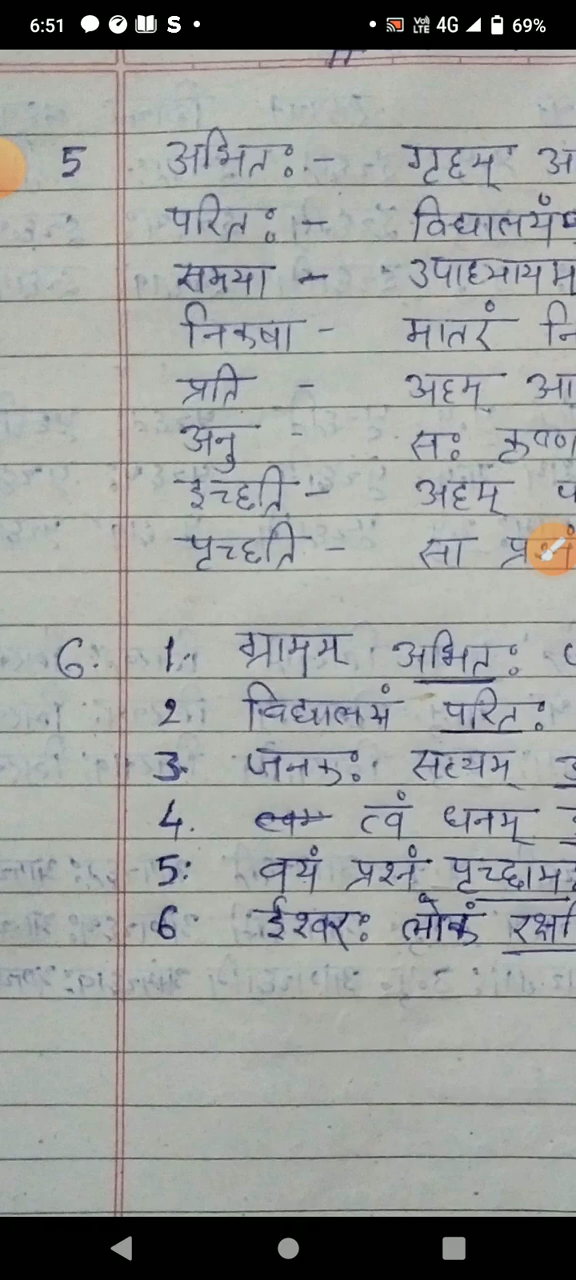 6:51 4G 69%
5 अभितः - गृहम्
परितः - विद्यालयं
समया - उपाध्यायम
निकषा - मातरं नि
प्रति - अहम् आ
अनु - सः कृष्ण
इच्छति - अहम्
पृच्छति - सा
6: 1. ग्रामम अभितः
2 विद्यालयं परितः
3. जनकः सत्यम्
4. त्वं धनम्
5: वयं प्रश्नं पृच्छाम
6 ईश्वरः लोकं रक्षति